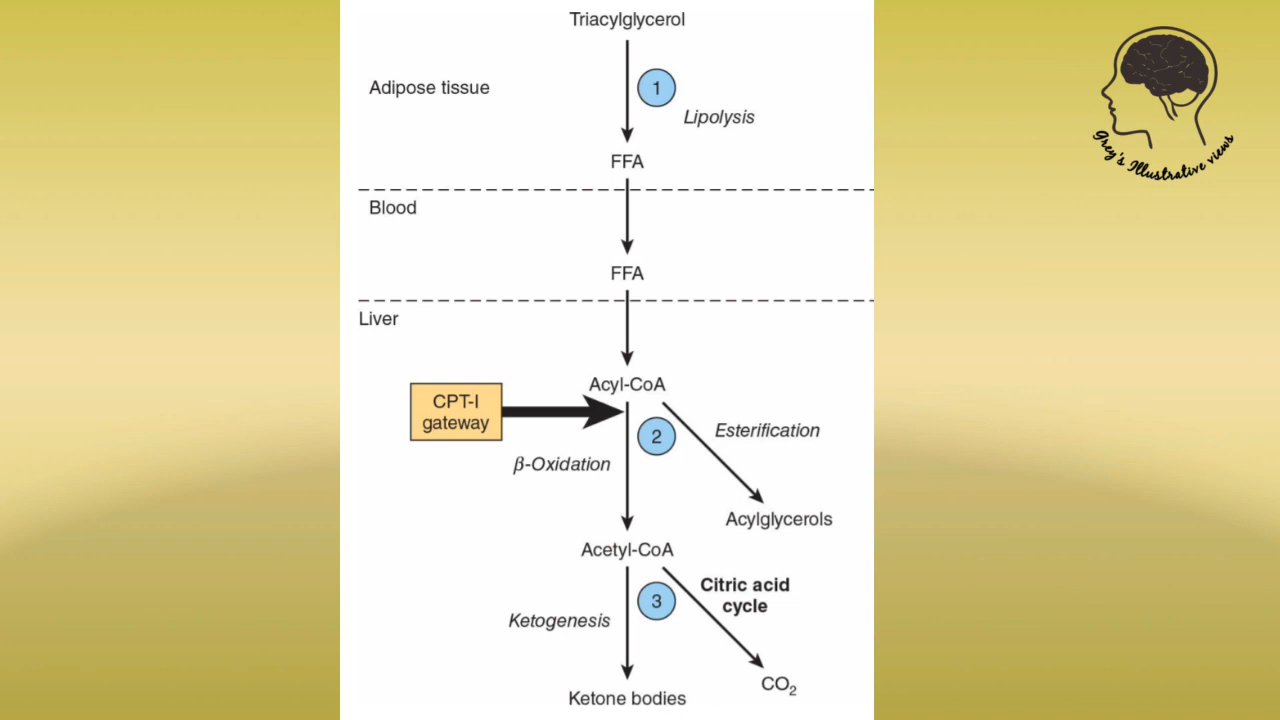 Triacylglycerol
Adipose tissue
1
Lipolysis
FFA
Blood
FFA
Liver
Acyl-CoA
CPT-I
gateway
2
Esterification
β-Oxidation
Acylglycerols
Acetyl-CoA
Citric acid
cycle
3
Ketogenesis
CO₂
Ketone bodies
Grey's Illustrative views